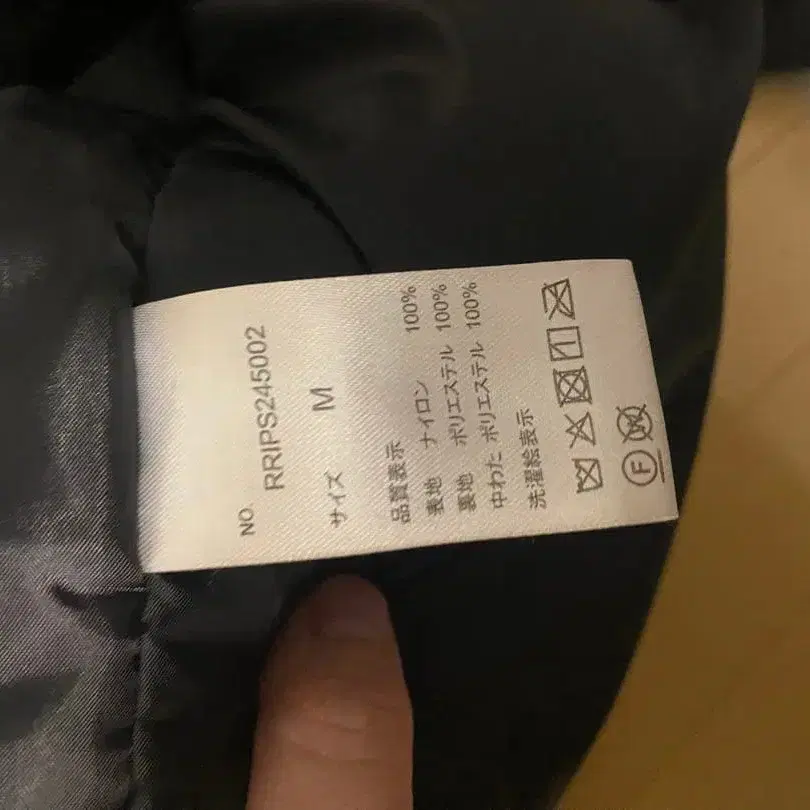 NO. RRIPS245002
サイズ M
品質表示
表地 ナイロン 100%
裏地 ポリエステル 100%
中わた ポリエステル 100%
洗濯絵表示
F W